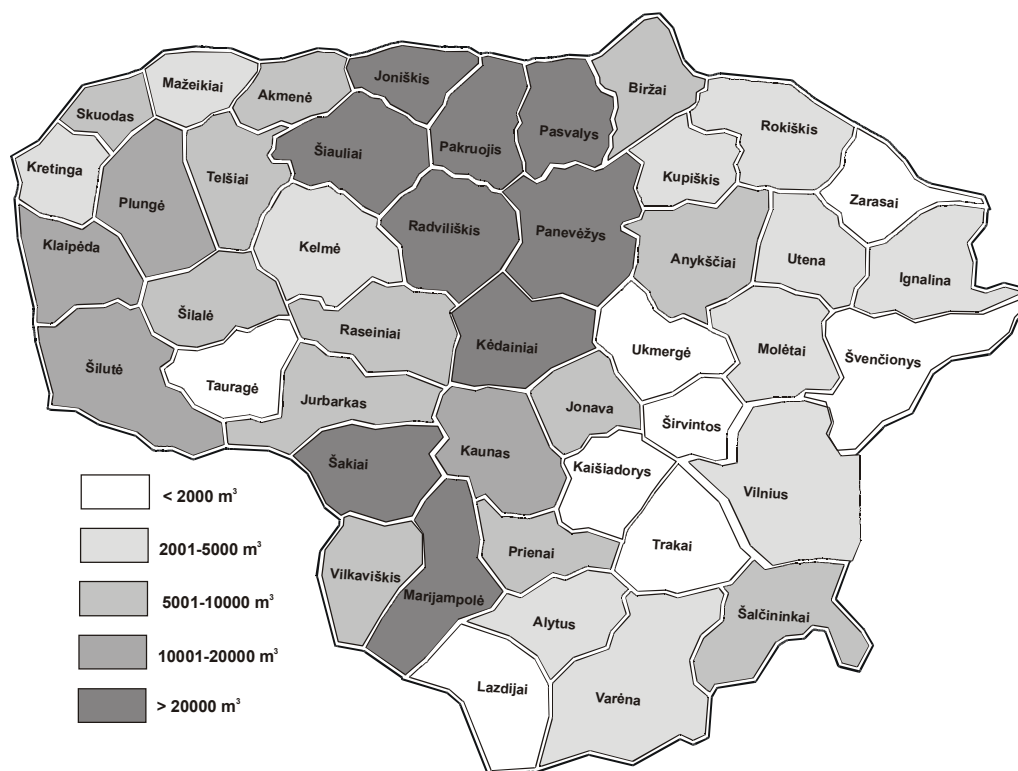 Mažeikiai
Akmenė
Joniškis
Biržai
Skuodas
Pakruojis
Pasvalys
Rokiškis
Kretinga
Šiauliai
Telšiai
Kupiškis
Zarasai
Plungė
Radviliškis
Panevėžys
Klaipėda
Kelmė
Anykščiai
Utena
Ignalina
Šilalė
Raseiniai
Kėdainiai
Ukmergė
Molėtai
Švenčionys
Šilutė
Tauragė
Jurbarkas
Jonava
Širvintos
Šakiai
Kaunas
Kaišiadorys
Vilnius
Trakai
Prienai
Vilkaviškis
Marijampolė
Alytus
Šalčininkai
Lazdijai
Varėna
< 2000 m³
2001-5000 m³
5001-10000 m³
10001-20000 m³
> 20000 m³